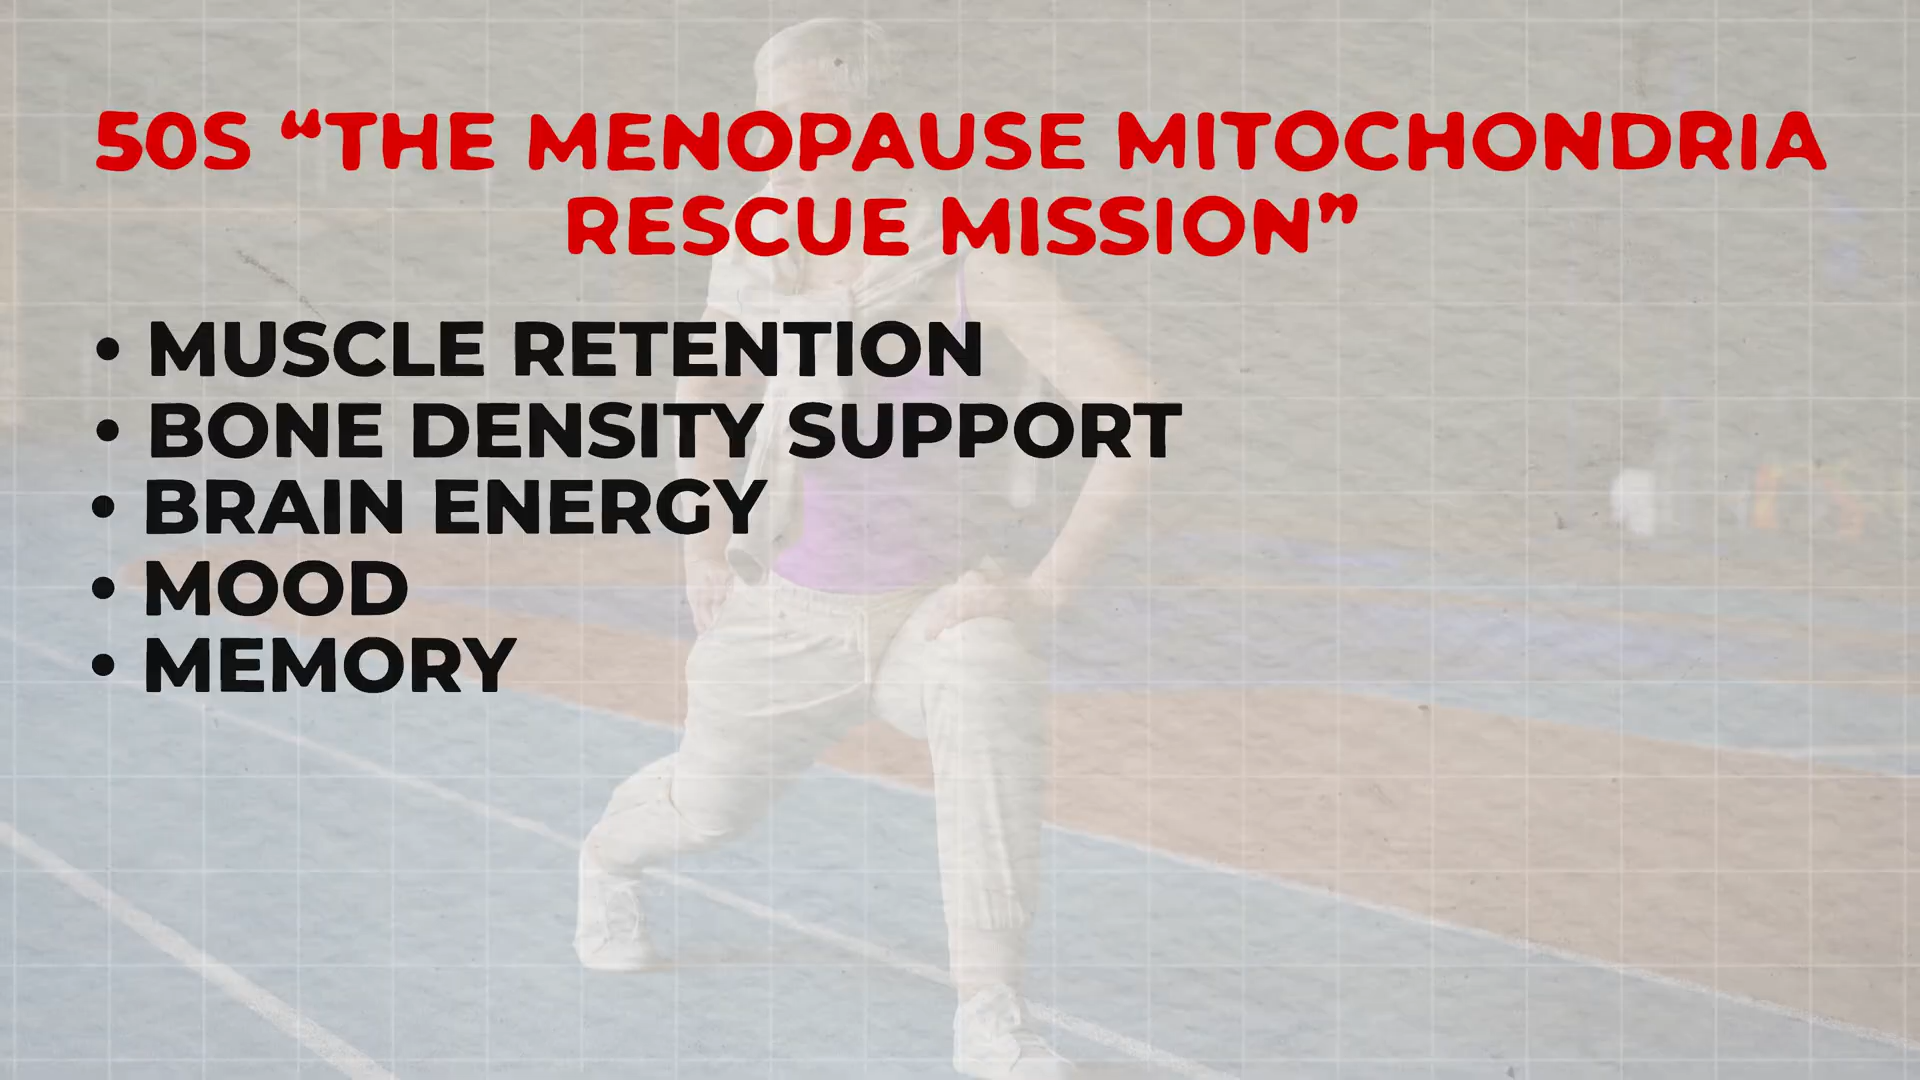 50S “THE MENOPAUSE MITOCHONDRIA
RESCUE MISSION”
• MUSCLE RETENTION
• BONE DENSITY SUPPORT
• BRAIN ENERGY
• MOOD
• MEMORY